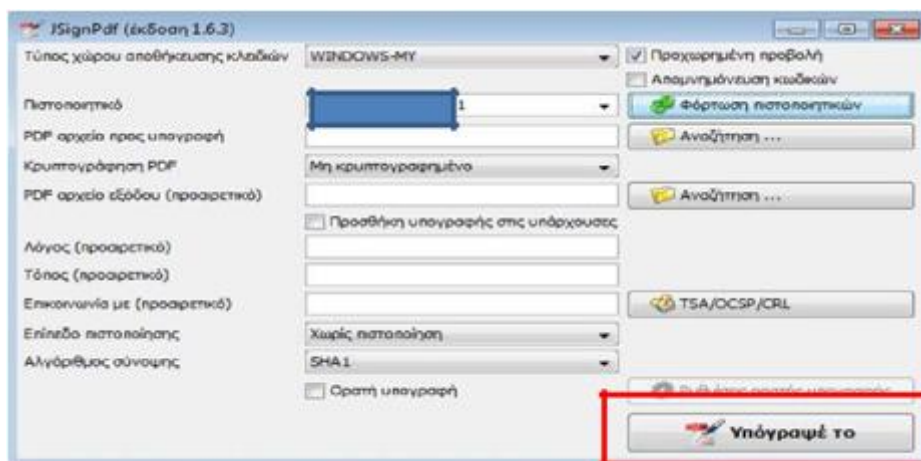 JSignPdf (έκδοση 1.6.3)
Τύπος χώρου αποθήκευσης κλειδιών WINDOWS-MY Προχωρημένη προβολή
Απομνημόνευση κωδικών
Πιστοποιητικό 1 Φόρτωση πιστοποιητικών
PDF αρχείο προς υπογραφή Αναζήτηση ...
Κρυπτογράφηση PDF Μη κρυπτογραφημένο
PDF αρχείο εξόδου (προαιρετικό) Αναζήτηση ...
Προσθήκη υπογραφής στις υπάρχουσες
Λόγος (προαιρετικό)
Τόπος (προαιρετικό)
Επικοινωνία με (προαιρετικό) TSA/OCSP/CRL
Επίπεδο πιστοποίησης Χωρίς πιστοποίηση
Αλγόριθμος σύνοψης SHA1
Ορατή υπογραφή
Υπόγραψέ το